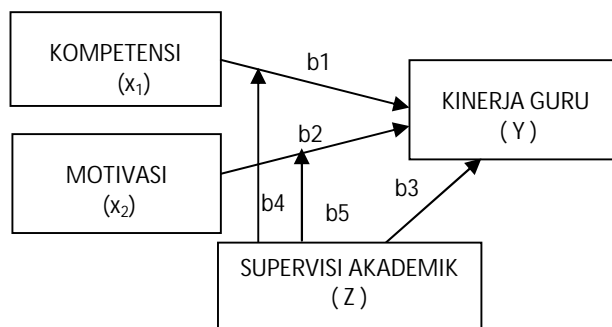 KOMPETENSI
(x₁)
b1
KINERJA GURU
( Y )
b2
MOTIVASI
(x₂)
b4
b5
b3
SUPERVISI AKADEMIK
( Z )